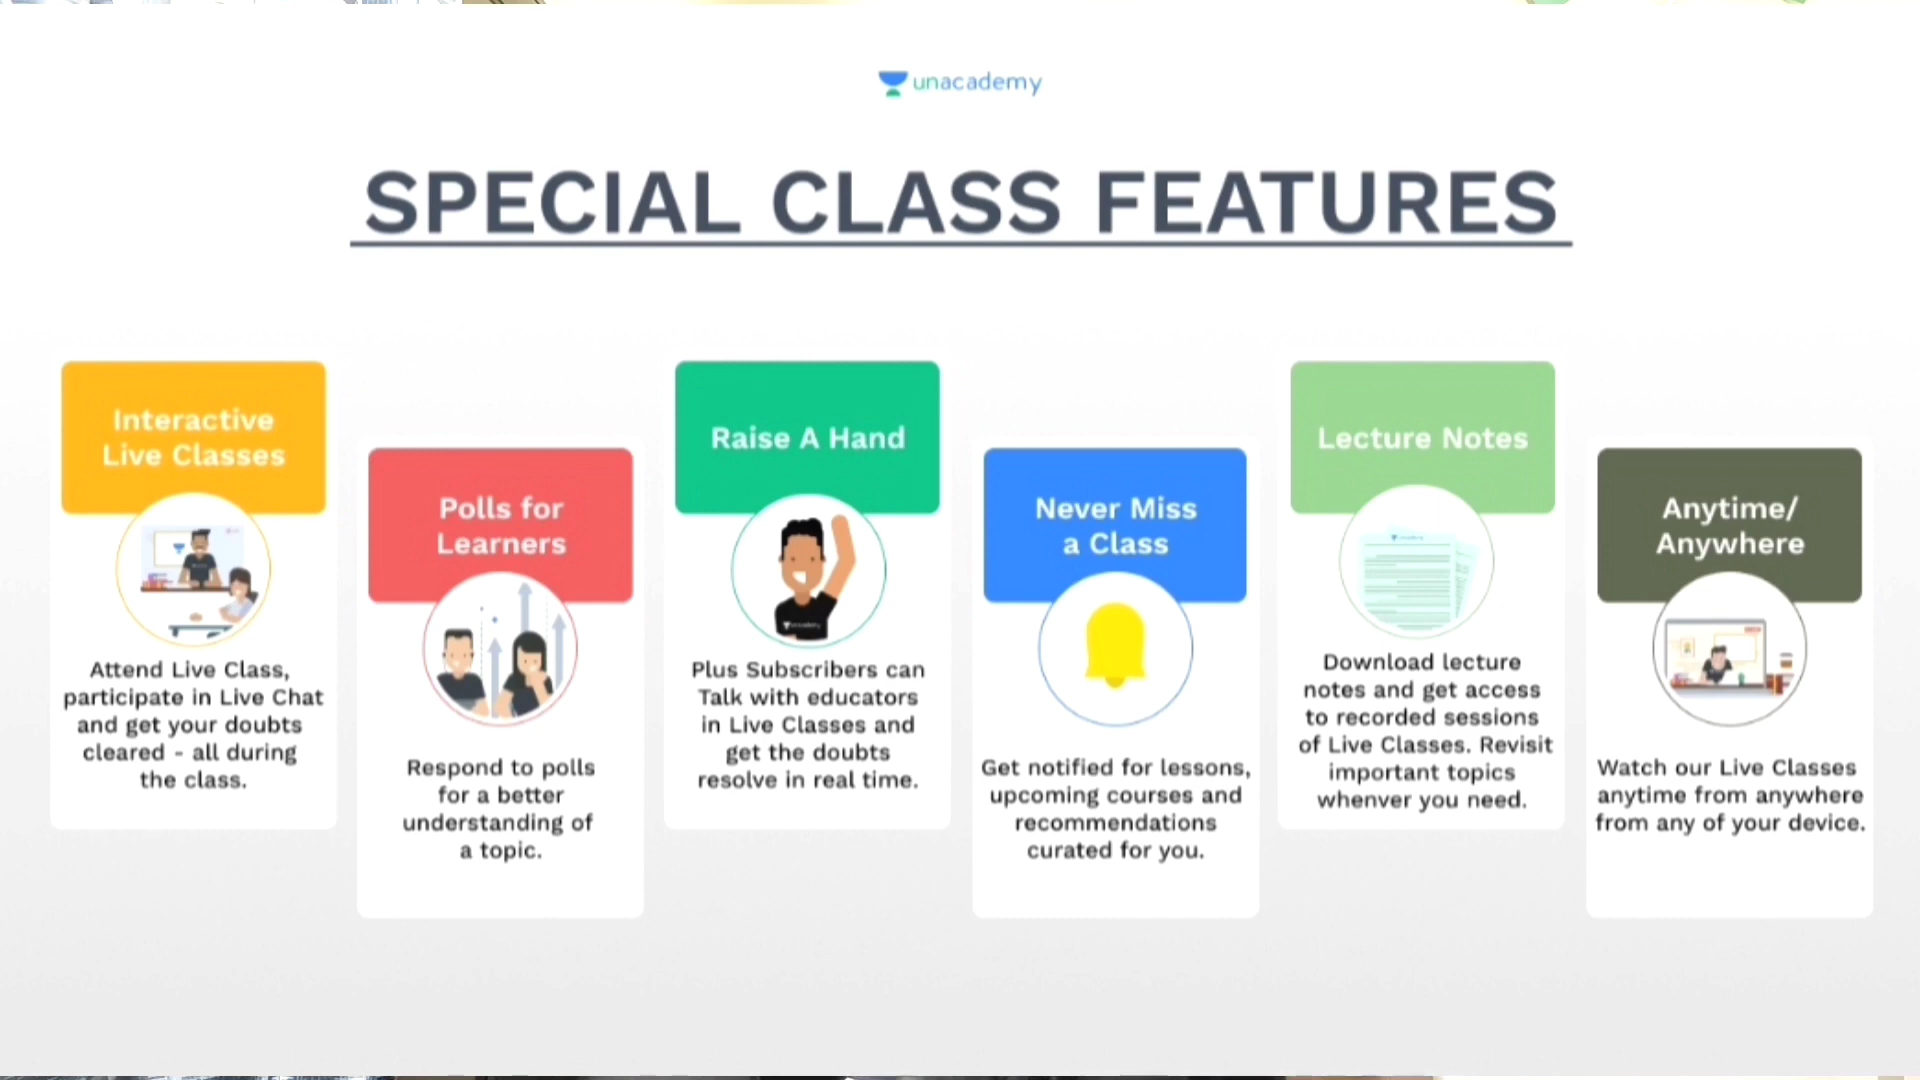 unacademy
SPECIAL CLASS FEATURES
Interactive
Live Classes
Attend Live Class,
participate in Live Chat
and get your doubts
cleared - all during
the class.
Polls for
Learners
Respond to polls
for a better
understanding of
a topic.
Raise A Hand
unacademy
Plus Subscribers can
Talk with educators
in Live Classes and
get the doubts
resolve in real time.
Never Miss
a Class
Get notified for lessons,
upcoming courses and
recommendations
curated for you.
Lecture Notes
unacademy
Download lecture
notes and get access
to recorded sessions
of Live Classes. Revisit
important topics
whenver you need.
Anytime/
Anywhere
Watch our Live Classes
anytime from anywhere
from any of your device.